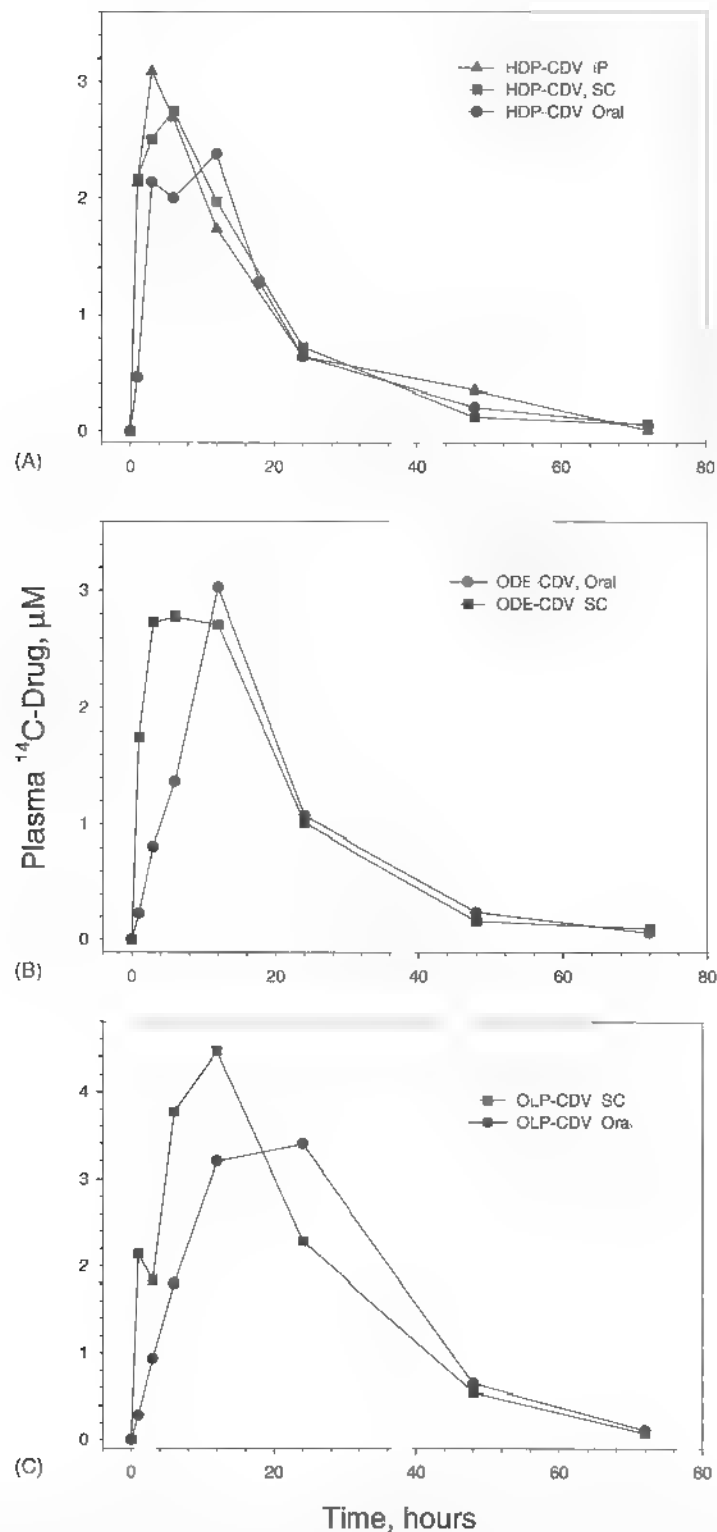 3
2
1
0
HDP-CDV IP
HDP-CDV, SC
HDP-CDV Oral
(A)
0 20 40 60 80
3
2
1
0
ODE CDV, Oral
ODE-CDV SC
(B)
0 20 40 60 80
4
3
2
1
0
OLP-CDV SC
OLP-CDV Ora
(C)
0 20 40 60 80
Plasma ¹⁴C-Drug, μM
Time, hours